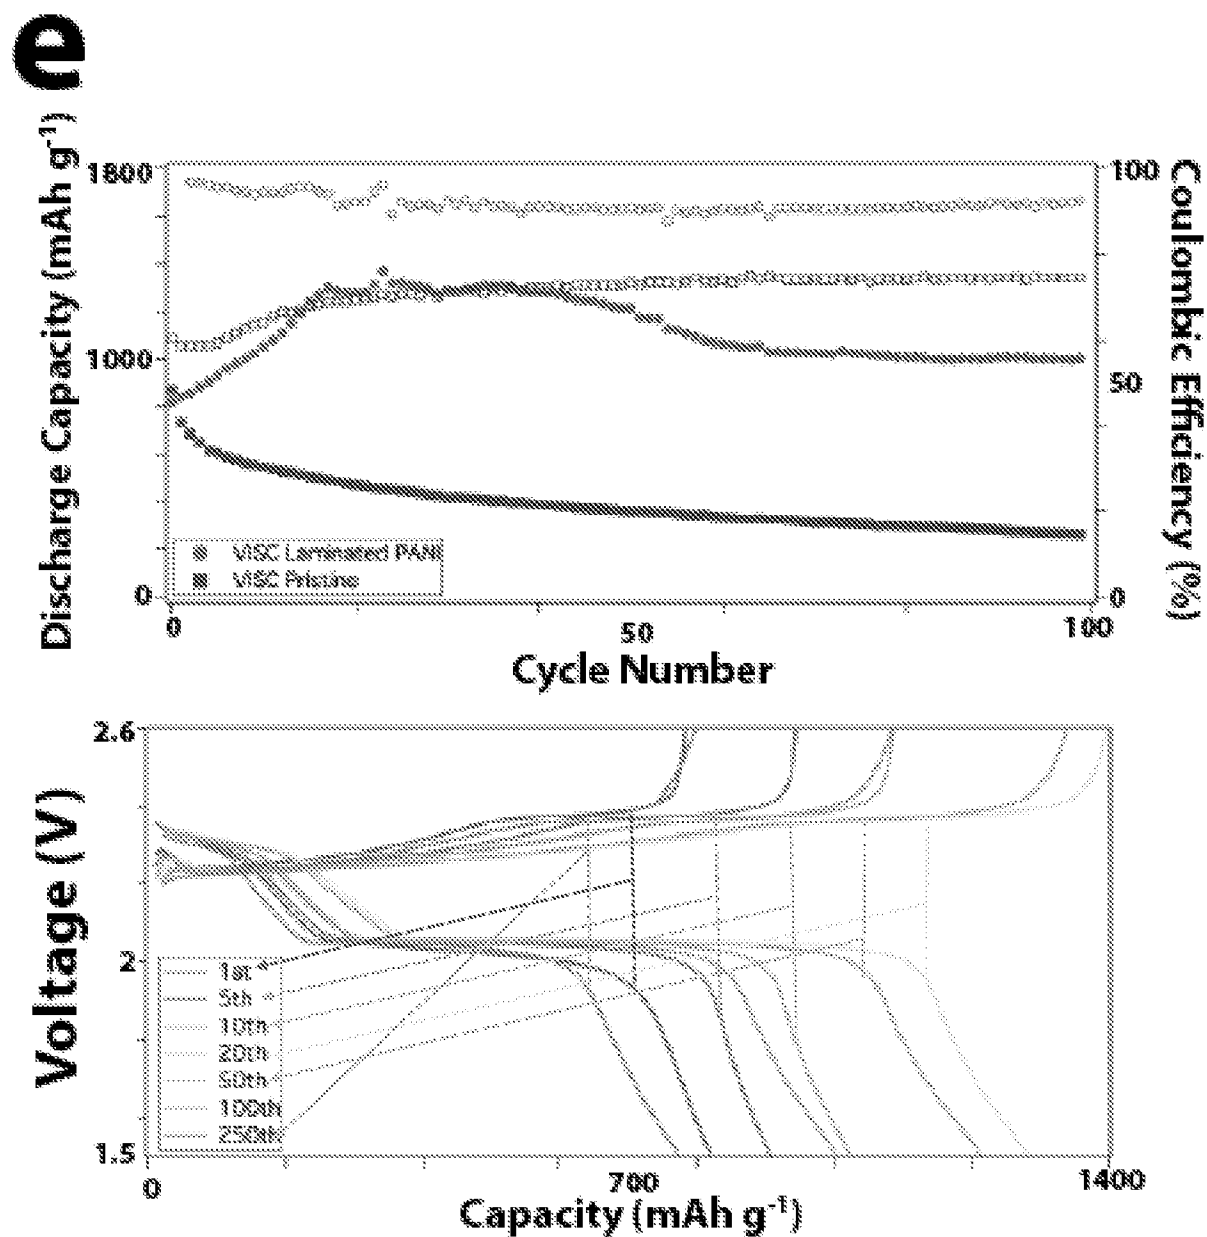 e
Discharge Capacity (mAh g-1)
1800
1000
0
100
50
0
Coulombic Efficiency (%)
VISC Laminated PANI
VISC Pristine
0
50
100
Cycle Number
Voltage (V)
2.6
2
1.5
1st
5th
10th
20th
50th
100th
250th
0
700
1400
Capacity (mAh g-1)